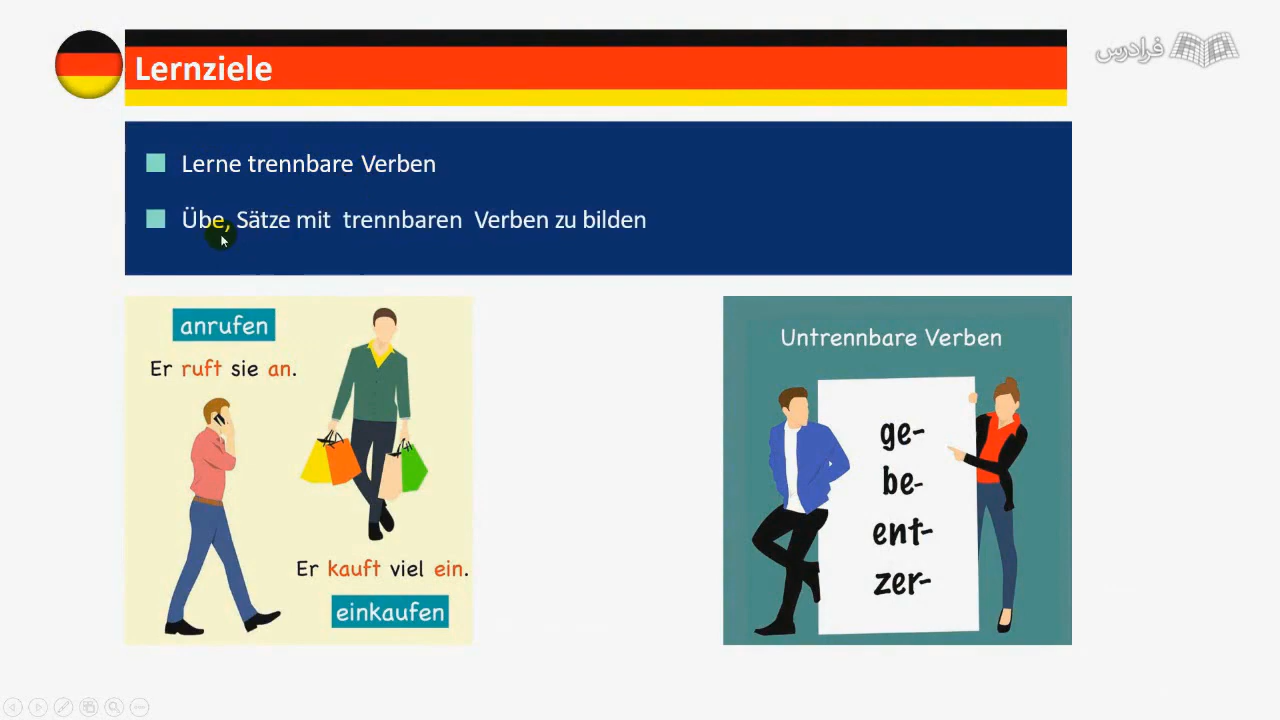 Lernziele
فرادرس
Lerne trennbare Verben
Übe, Sätze mit trennbaren Verben zu bilden
anrufen
Er ruft sie an.
Er kauft viel ein.
einkaufen
Untrennbare Verben
ge-
be-
ent-
zer-